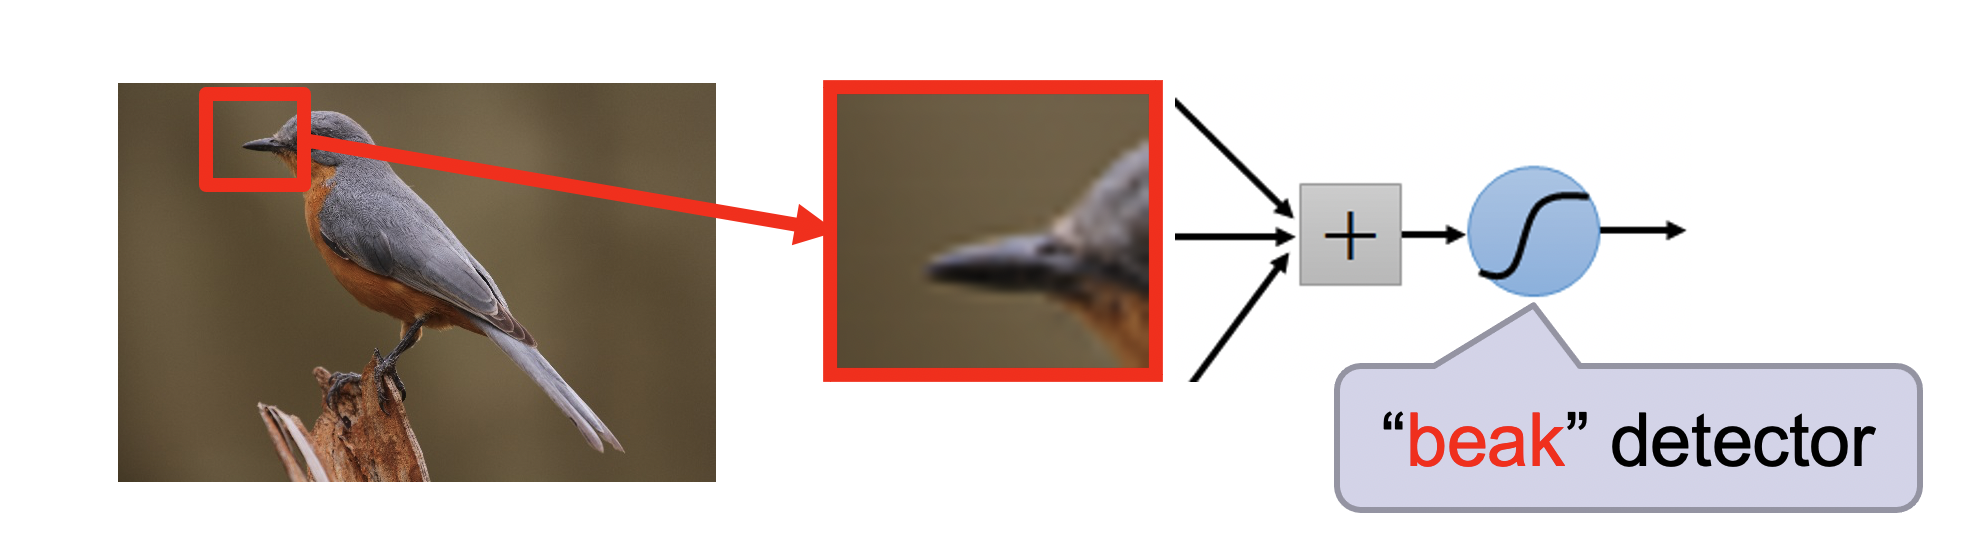 +
“beak” detector